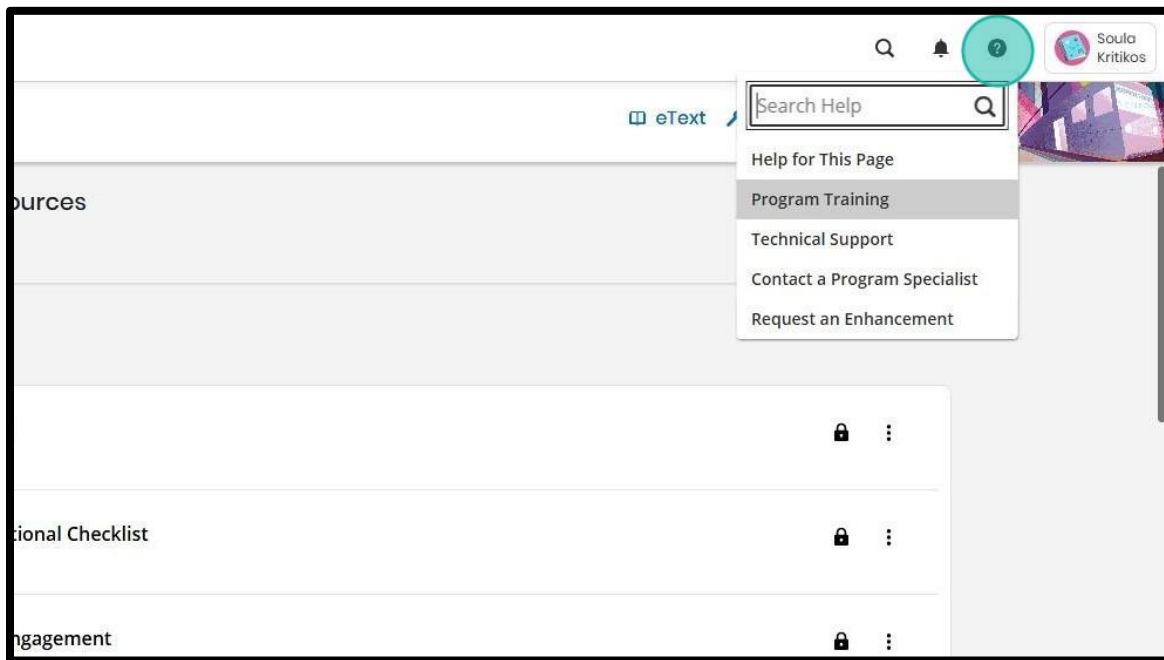 Soula
Kritikos
eText
Search Help
Help for This Page
Program Training
Technical Support
Contact a Program Specialist
Request an Enhancement
ources
tional Checklist
ngagement